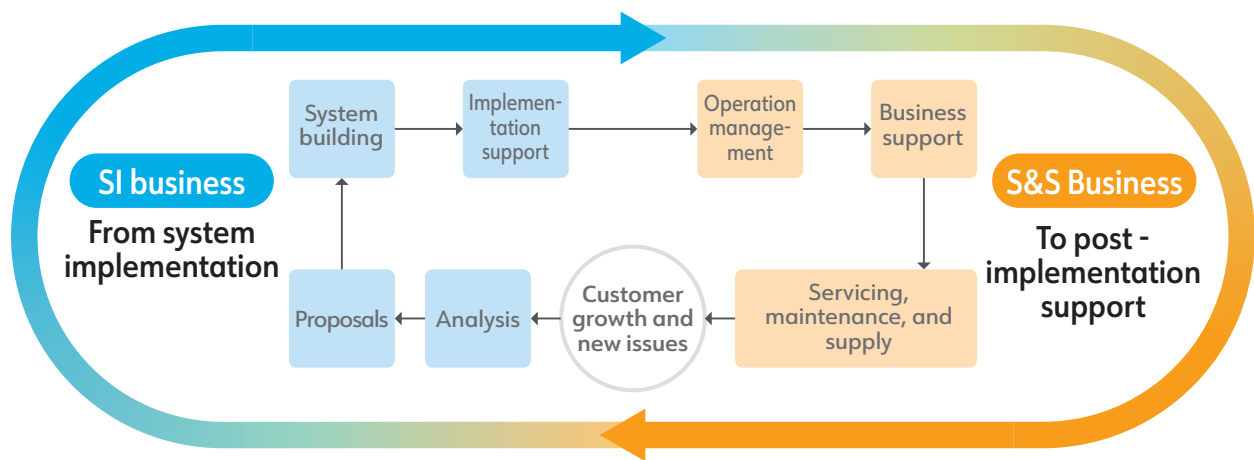 System
building
Implemen-
tation
support
Operation
manage-
ment
Business
support
SI business
From system
implementation
S&S Business
To post -
implementation
support
Proposals
Analysis
Customer
growth and
new issues
Servicing,
maintenance, and
supply